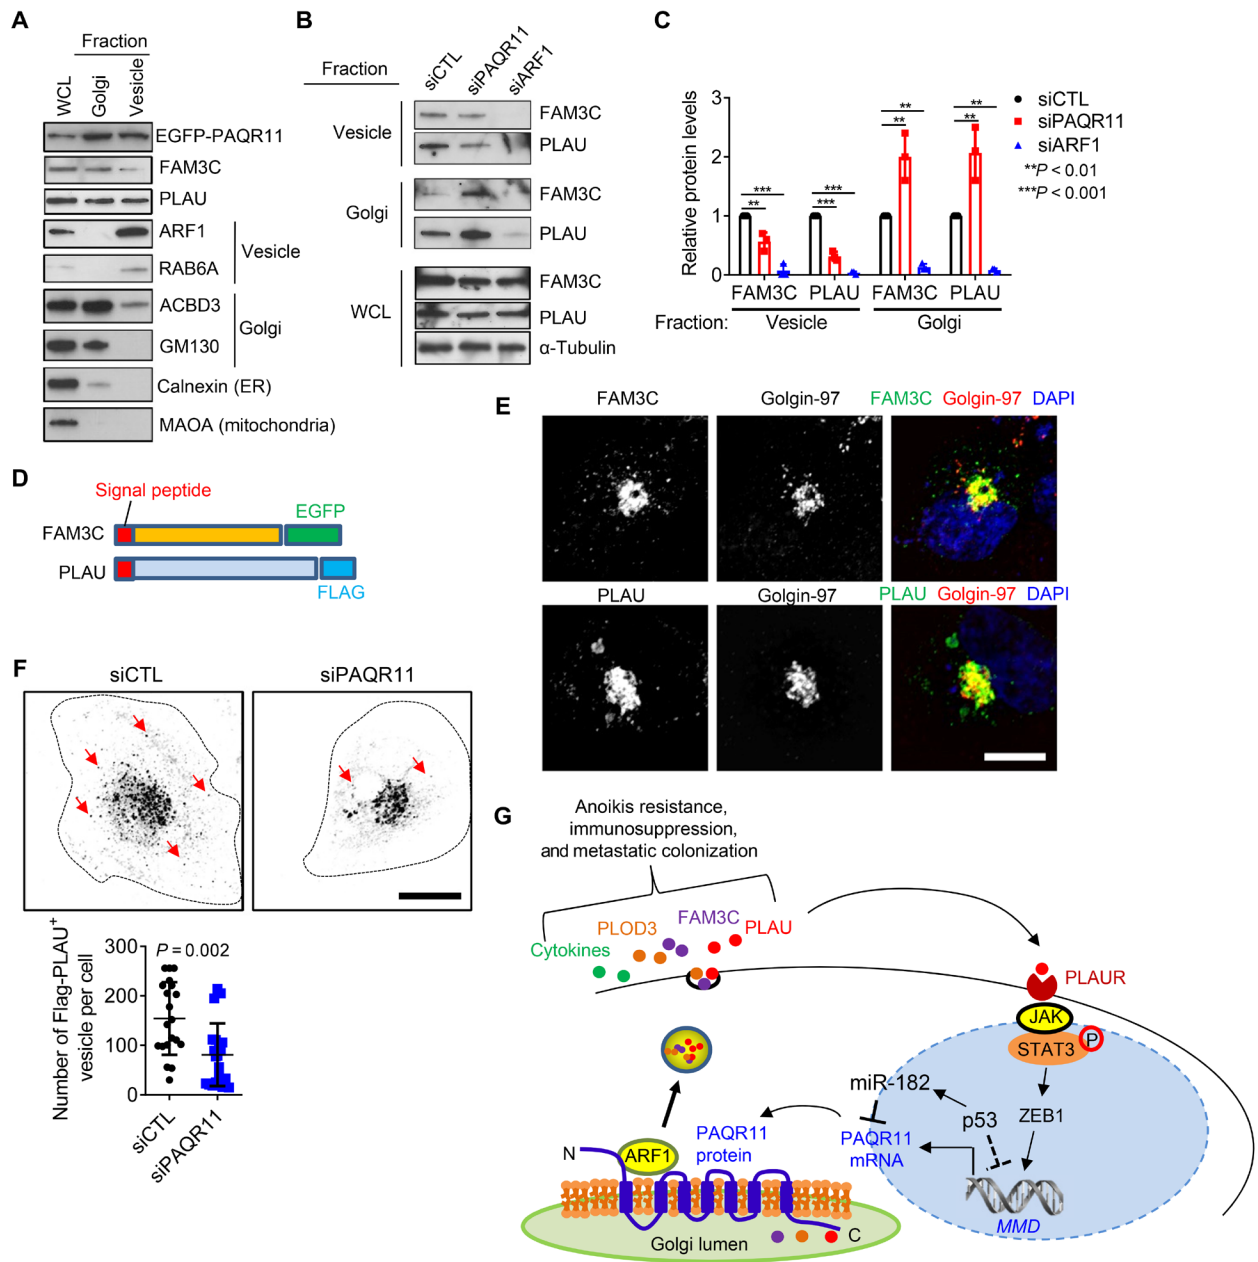 A
Fraction
WCL
Golgi
Vesicle
EGFP-PAQR11
FAM3C
PLAU
ARF1
RAB6A
Vesicle
ACBD3
GM130
Golgi
Calnexin (ER)
MAOA (mitochondria)
B
Fraction
siCTL
siPAQR11
siARF1
Vesicle
FAM3C
PLAU
Golgi
FAM3C
PLAU
WCL
FAM3C
PLAU
α-Tubulin
C
Relative protein levels
3
2
1
0
** *** *** *** ** ** ** **
siCTL
siPAQR11
siARF1
**P < 0.01
***P < 0.001
FAM3C PLAU FAM3C PLAU
Fraction: Vesicle Golgi
D
Signal peptide
EGFP
FAM3C
PLAU
FLAG
E
FAM3C Golgin-97 FAM3C Golgin-97 DAPI
PLAU Golgin-97 PLAU Golgin-97 DAPI
F
siCTL siPAQR11
Number of Flag-PLAU+
vesicle per cell
300
200
100
0
P = 0.002
siCTL
siPAQR11
G
Anoikis resistance,
immunosuppression,
and metastatic colonization
Cytokines
PLOD3
FAM3C
PLAU
PLAUR
JAK
STAT3
P
ZEB1
miR-182
p53
PAQR11
mRNA
MMD
PAQR11
protein
ARF1
N
C
Golgi lumen